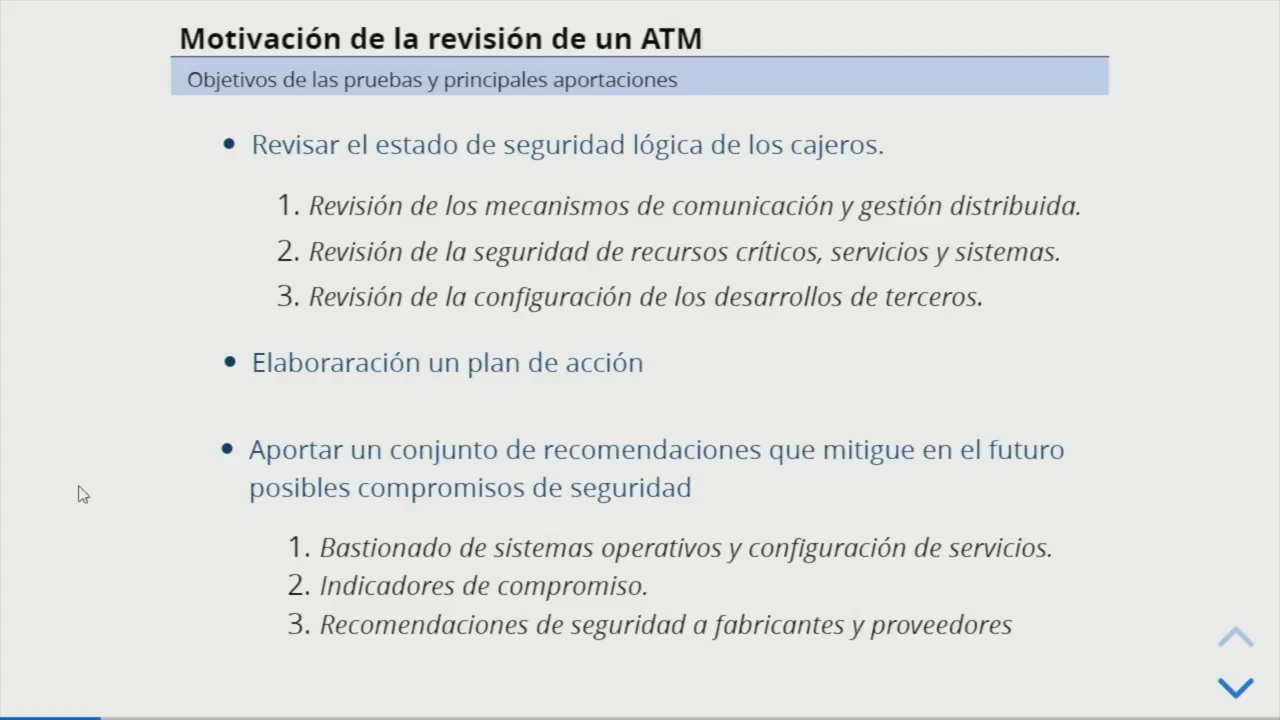 Motivación de la revisión de un ATM
Objetivos de las pruebas y principales aportaciones
• Revisar el estado de seguridad lógica de los cajeros.
1. Revisión de los mecanismos de comunicación y gestión distribuida.
2. Revisión de la seguridad de recursos críticos, servicios y sistemas.
3. Revisión de la configuración de los desarrollos de terceros.
• Elaboraración un plan de acción
• Aportar un conjunto de recomendaciones que mitigue en el futuro
posibles compromisos de seguridad
1. Bastionado de sistemas operativos y configuración de servicios.
2. Indicadores de compromiso.
3. Recomendaciones de seguridad a fabricantes y proveedores